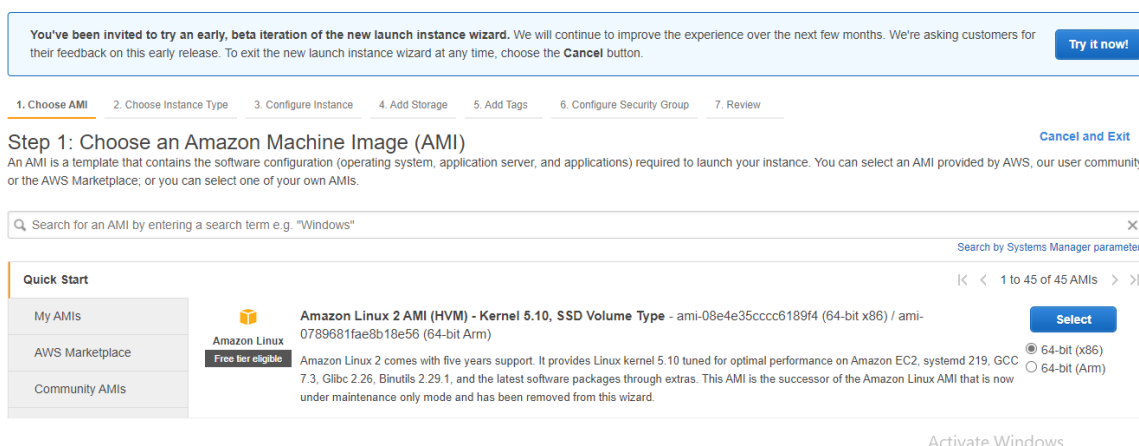 You've been invited to try an early, beta iteration of the new launch instance wizard. We will continue to improve the experience over the next few months. We're asking customers for
their feedback on this early release. To exit the new launch instance wizard at any time, choose the Cancel button.
Try it now!
1. Choose AMI 2. Choose Instance Type 3. Configure Instance 4. Add Storage 5. Add Tags 6. Configure Security Group 7. Review
Step 1: Choose an Amazon Machine Image (AMI)
Cancel and Exit
An AMI is a template that contains the software configuration (operating system, application server, and applications) required to launch your instance. You can select an AMI provided by AWS, our user community
or the AWS Marketplace; or you can select one of your own AMIs.
Search for an AMI by entering a search term e.g. "Windows"
Search by Systems Manager parameter
Quick Start
1 to 45 of 45 AMIs
My AMIs
AWS Marketplace
Community AMIs
Amazon Linux
Free tier eligible
Amazon Linux 2 AMI (HVM) - Kernel 5.10, SSD Volume Type - ami-08e4e35cccc6189f4 (64-bit x86) / ami-
0789681fae8b18e56 (64-bit Arm)
Amazon Linux 2 comes with five years support. It provides Linux kernel 5.10 tuned for optimal performance on Amazon EC2, systemd 219, GCC
7.3, Glibc 2.26, Binutils 2.29.1, and the latest software packages through extras. This AMI is the successor of the Amazon Linux AMI that is now
under maintenance only mode and has been removed from this wizard.
Select
64-bit (x86)
64-bit (Arm)
Activate Windows